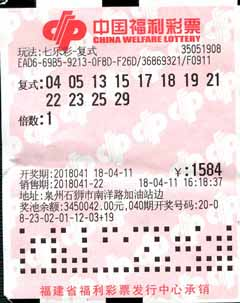 中国福利彩票
CHINA WELFARE LOTTERY
玩法:七乐彩-复式 35051908
EAD6-69B5-9213-0F8D-F26D/36869321/F0911
复式: 04 05 13 15 17 18 19 21
22 23 25 29
倍数: 1
开奖期:2018041 18-04-11 ¥:1584
销售期:2018041-22 18-04-11 16:18:37
地址:泉州石狮市南洋路加油站边
奖池余额:3450042.00元,040期开奖号码:20-0
8-23-02-01-12-03+19
福建省福利彩票发行中心承销